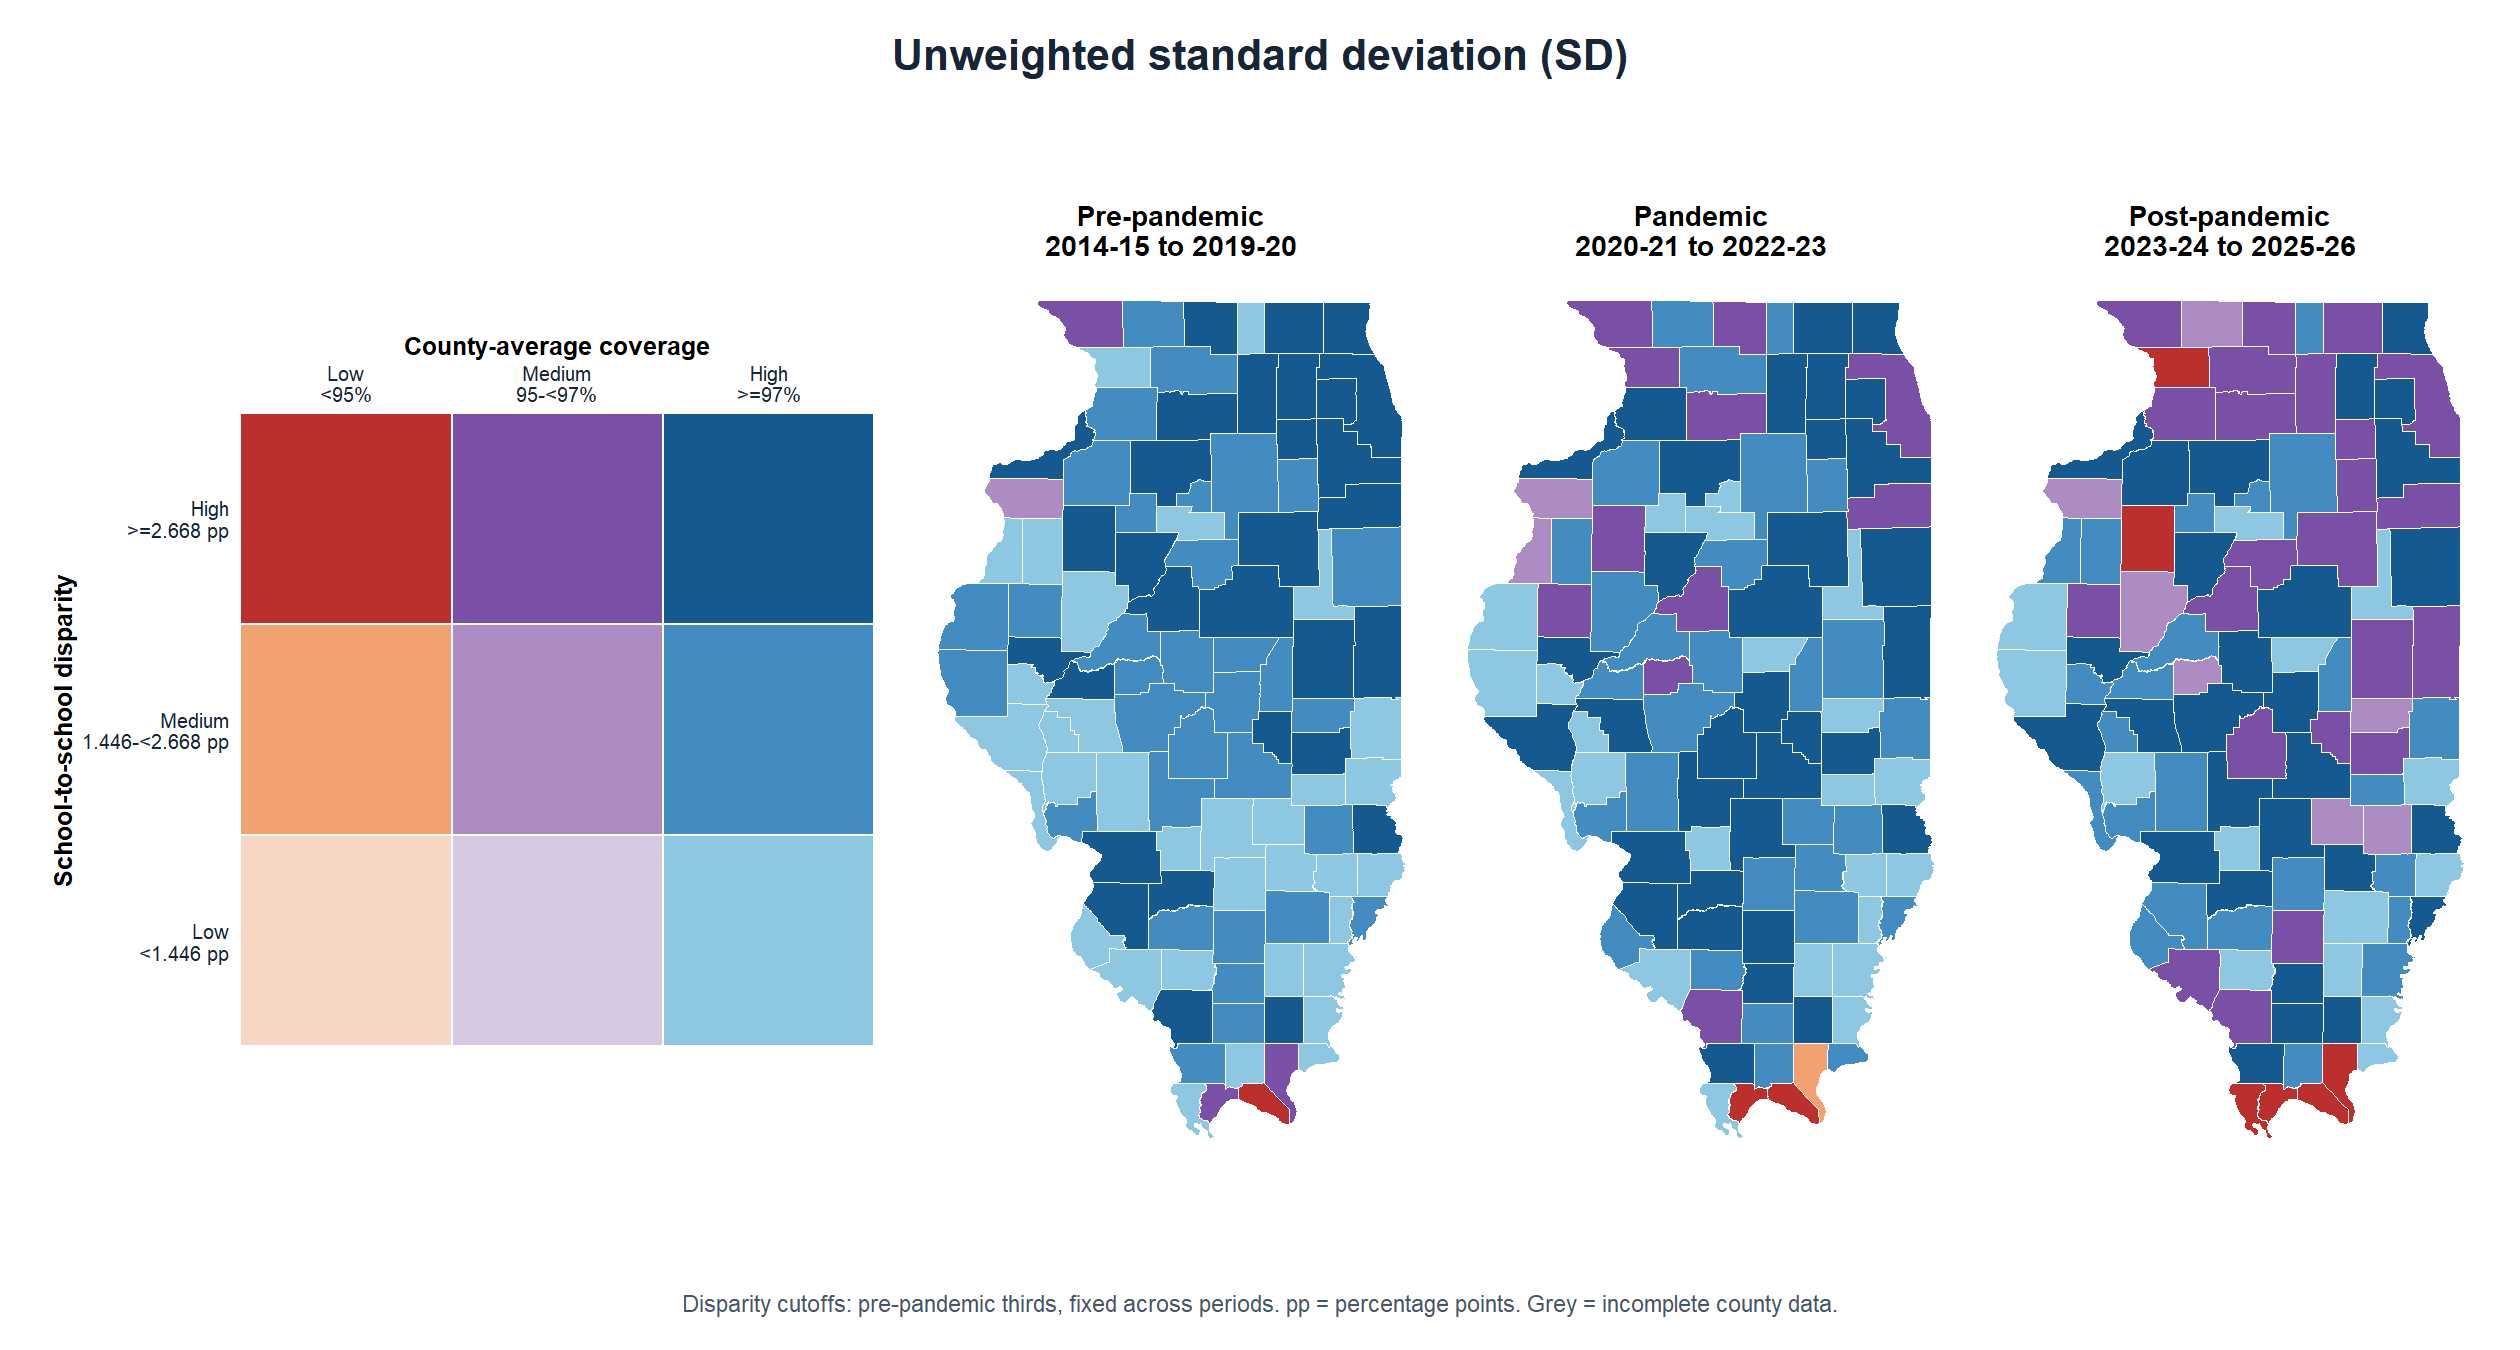 Unweighted standard deviation (SD)
Pre-pandemic
2014-15 to 2019-20
Pandemic
2020-21 to 2022-23
Post-pandemic
2023-24 to 2025-26
County-average coverage
Low
<95%
Medium
95-<97%
High
>=97%
School-to-school disparity
High
>=2.668 pp
Medium
1.446-<2.668 pp
Low
<1.446 pp
Disparity cutoffs: pre-pandemic thirds, fixed across periods. pp = percentage points. Grey = incomplete county data.